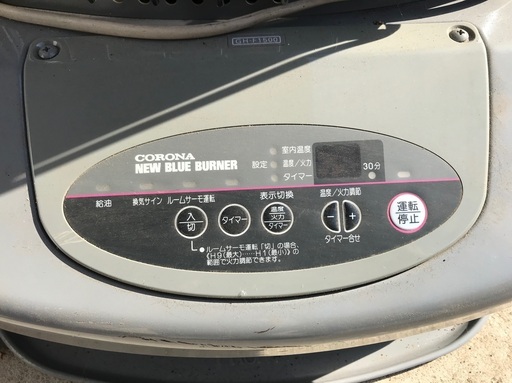 GH-F1500
CORONA
NEW BLUE BURNER
室内温度
設定
温度/火力
タイマー
30分
給油
換気サイン
ルームサーモ運転
表示切換
温度/火力調節
入
切
タイマー
温度
火力
タイマー
− +
タイマー合せ
運転
停止
●ルームサーモ運転「切」の場合、
《H9(最大)……H1(最小)》の
範囲で火力調節できます。